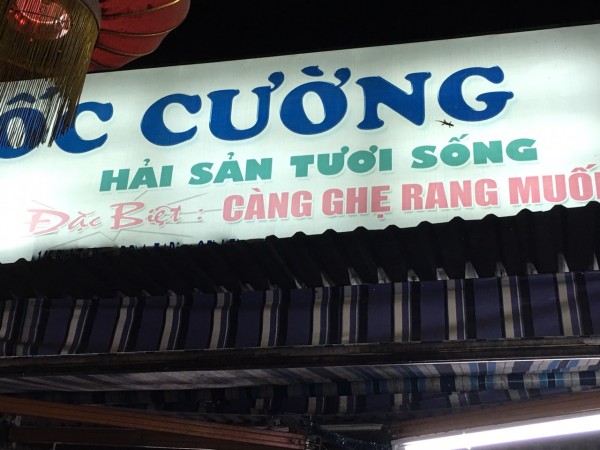 ỐC CƯỜNG
HẢI SẢN TƯƠI SỐNG
Đặc Biệt : CÀNG GHẸ RANG MUỐI